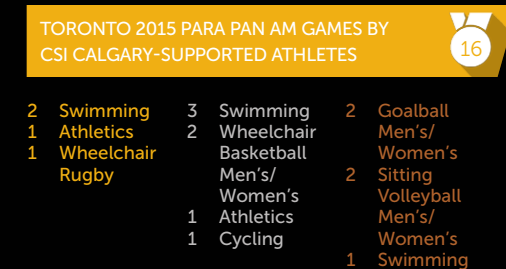 TORONTO 2015 PARA PAN AM GAMES BY
CSI CALGARY-SUPPORTED ATHLETES
16
2 Swimming
1 Athletics
1 Wheelchair
Rugby
3 Swimming
2 Wheelchair
Basketball
Men's/
Women's
1 Athletics
1 Cycling
2 Goalball
Men's/
Women's
2 Sitting
Volleyball
Men's/
Women's
1 Swimming